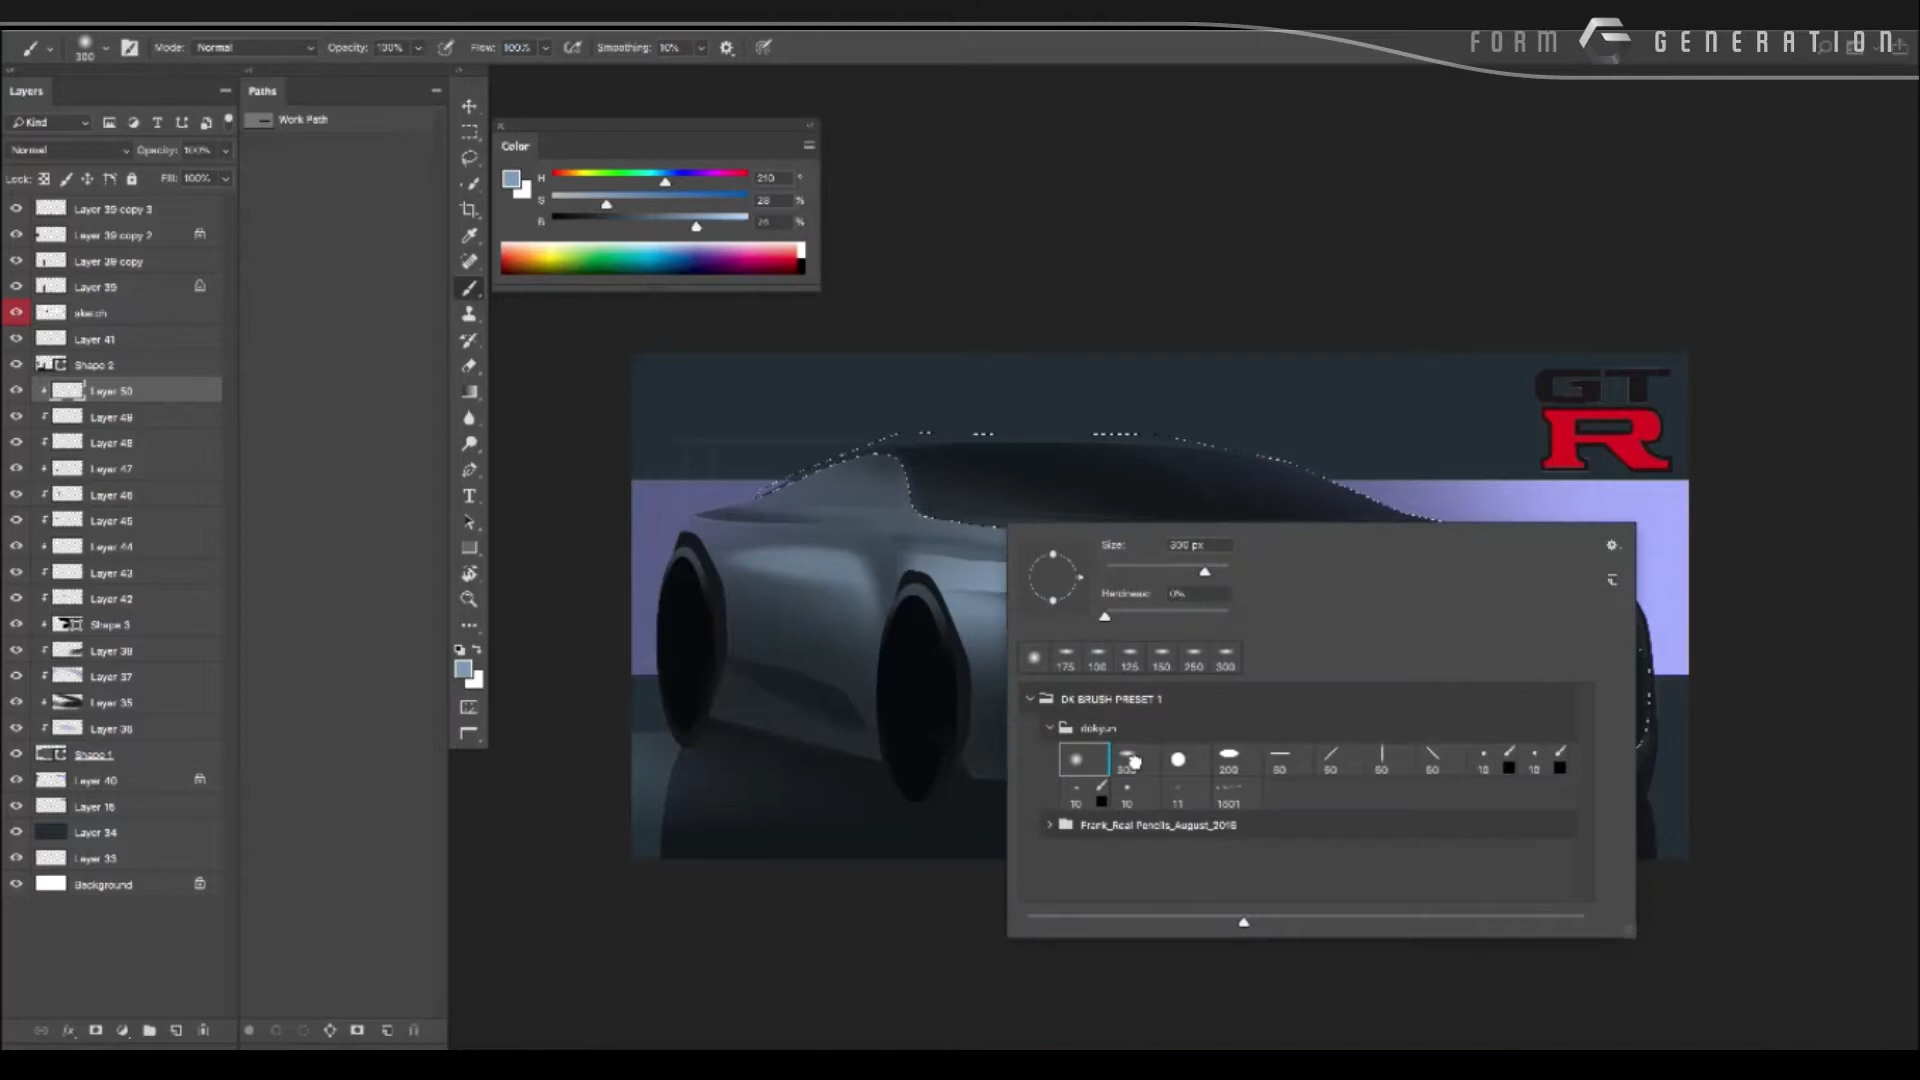 FORM GENERATION
300
Mode: Normal
Opacity: 100%
Flow: 100%
Smoothing: 10%
Layers
Paths
Kind
Work Path
Normal
Opacity: 100%
Lock:
Fill: 100%
Color
H 210 °
S 28 %
B %
Layer 39 copy 3
Layer 39 copy 2
Layer 39 copy
Layer 39
sketch
Layer 41
Shape 2
Layer 50
Layer 49
Layer 48
Layer 47
Layer 46
Layer 45
Layer 44
Layer 43
Layer 42
Shape 3
Layer 38
Layer 37
Layer 35
Layer 36
Shape 1
Layer 40
Layer 16
Layer 34
Layer 33
Background
GT
R
Size: 300 px
Hardness: 0%
175 100 125 150 250 300
DK BRUSH PRESET 1
dokyun
300 200 50 50 50 50 10 10
10 10 11 1601
Frank_Real Pencils_August_2016